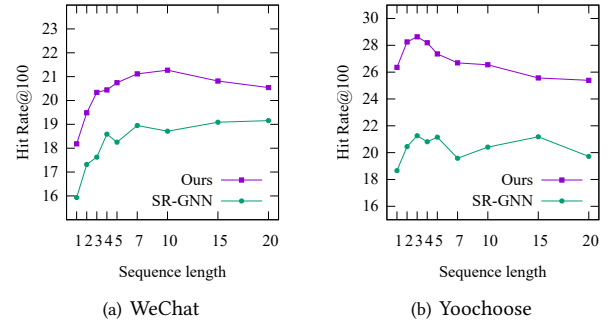 23
22
21
20
19
18
17
16
Hit Rate@100
Ours
SR-GNN
1 2 3 4 5 7 10 15 20
Sequence length
(a) WeChat
30
28
26
24
22
20
18
16
Hit Rate@100
Ours
SR-GNN
1 2 3 4 5 7 10 15 20
Sequence length
(b) Yoochoose